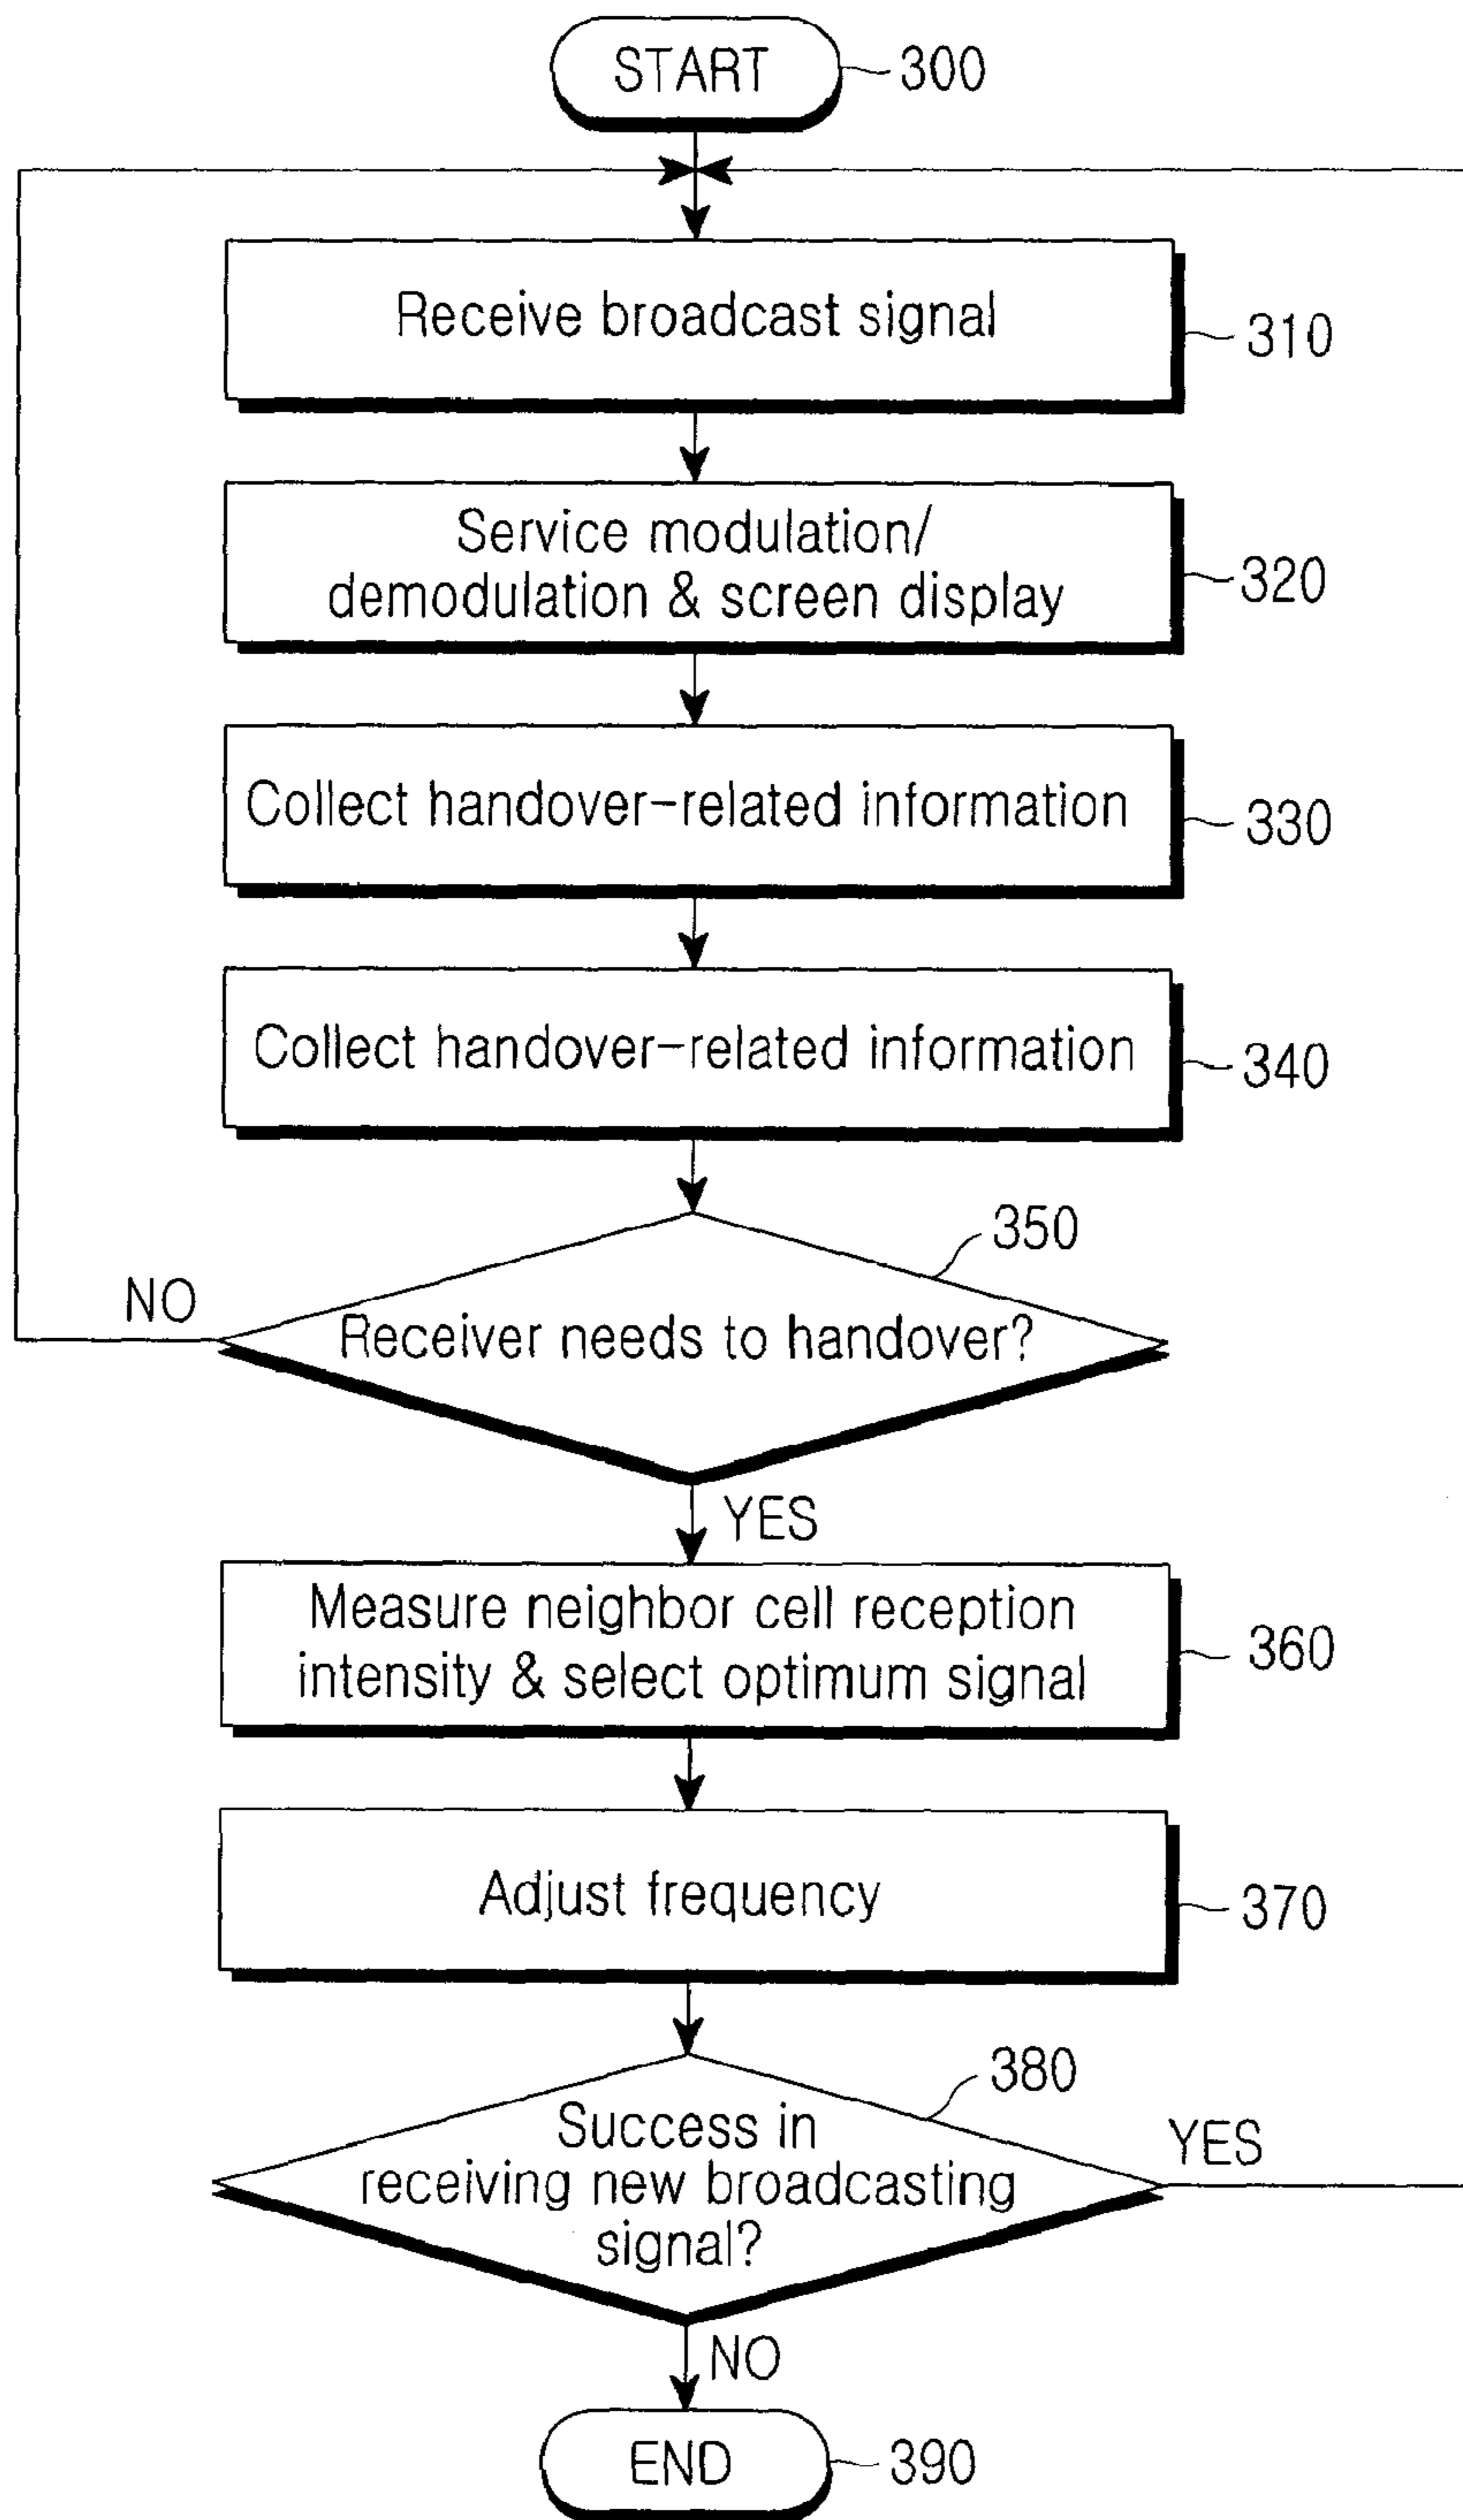 START
300
Receive broadcast signal
310
Service modulation/
demodulation & screen display
320
Collect handover-related information
330
Collect handover-related information
340
350
NO
Receiver needs to handover?
YES
Measure neighbor cell reception
intensity & select optimum signal
360
Adjust frequency
370
380
Success in
receiving new broadcasting
signal?
YES
NO
END
390